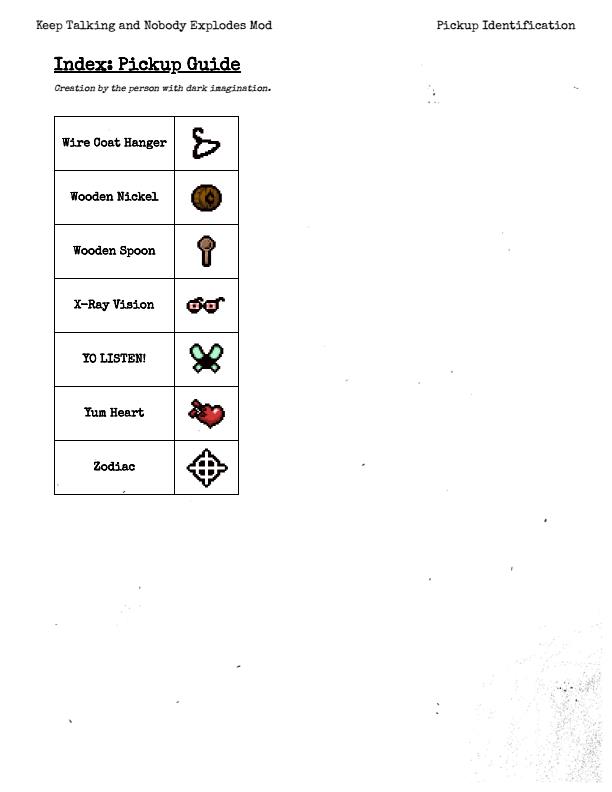 Keep Talking and Nobody Explodes Mod
Pickup Identification
Index: Pickup Guide
Creation by the person with dark imagination.
Wire Coat Hanger
Wooden Nickel
Wooden Spoon
X-Ray Vision
YO LISTEN!
Yum Heart
Zodiac